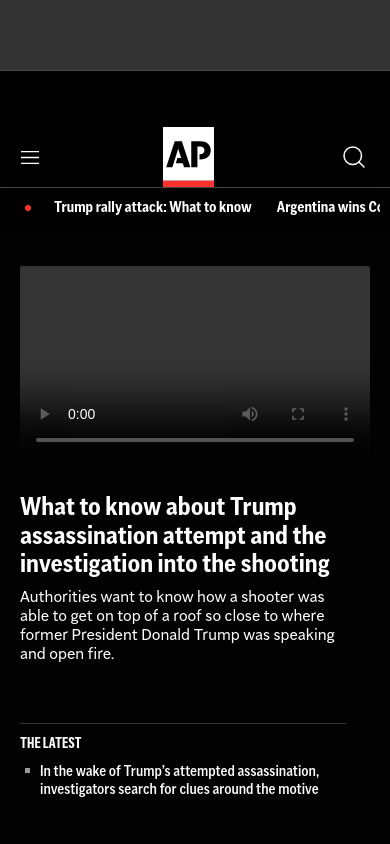 AP
Trump rally attack: What to know Argentina wins Co
0:00
What to know about Trump
assassination attempt and the
investigation into the shooting
Authorities want to know how a shooter was
able to get on top of a roof so close to where
former President Donald Trump was speaking
and open fire.
THE LATEST
In the wake of Trump's attempted assassination,
investigators search for clues around the motive